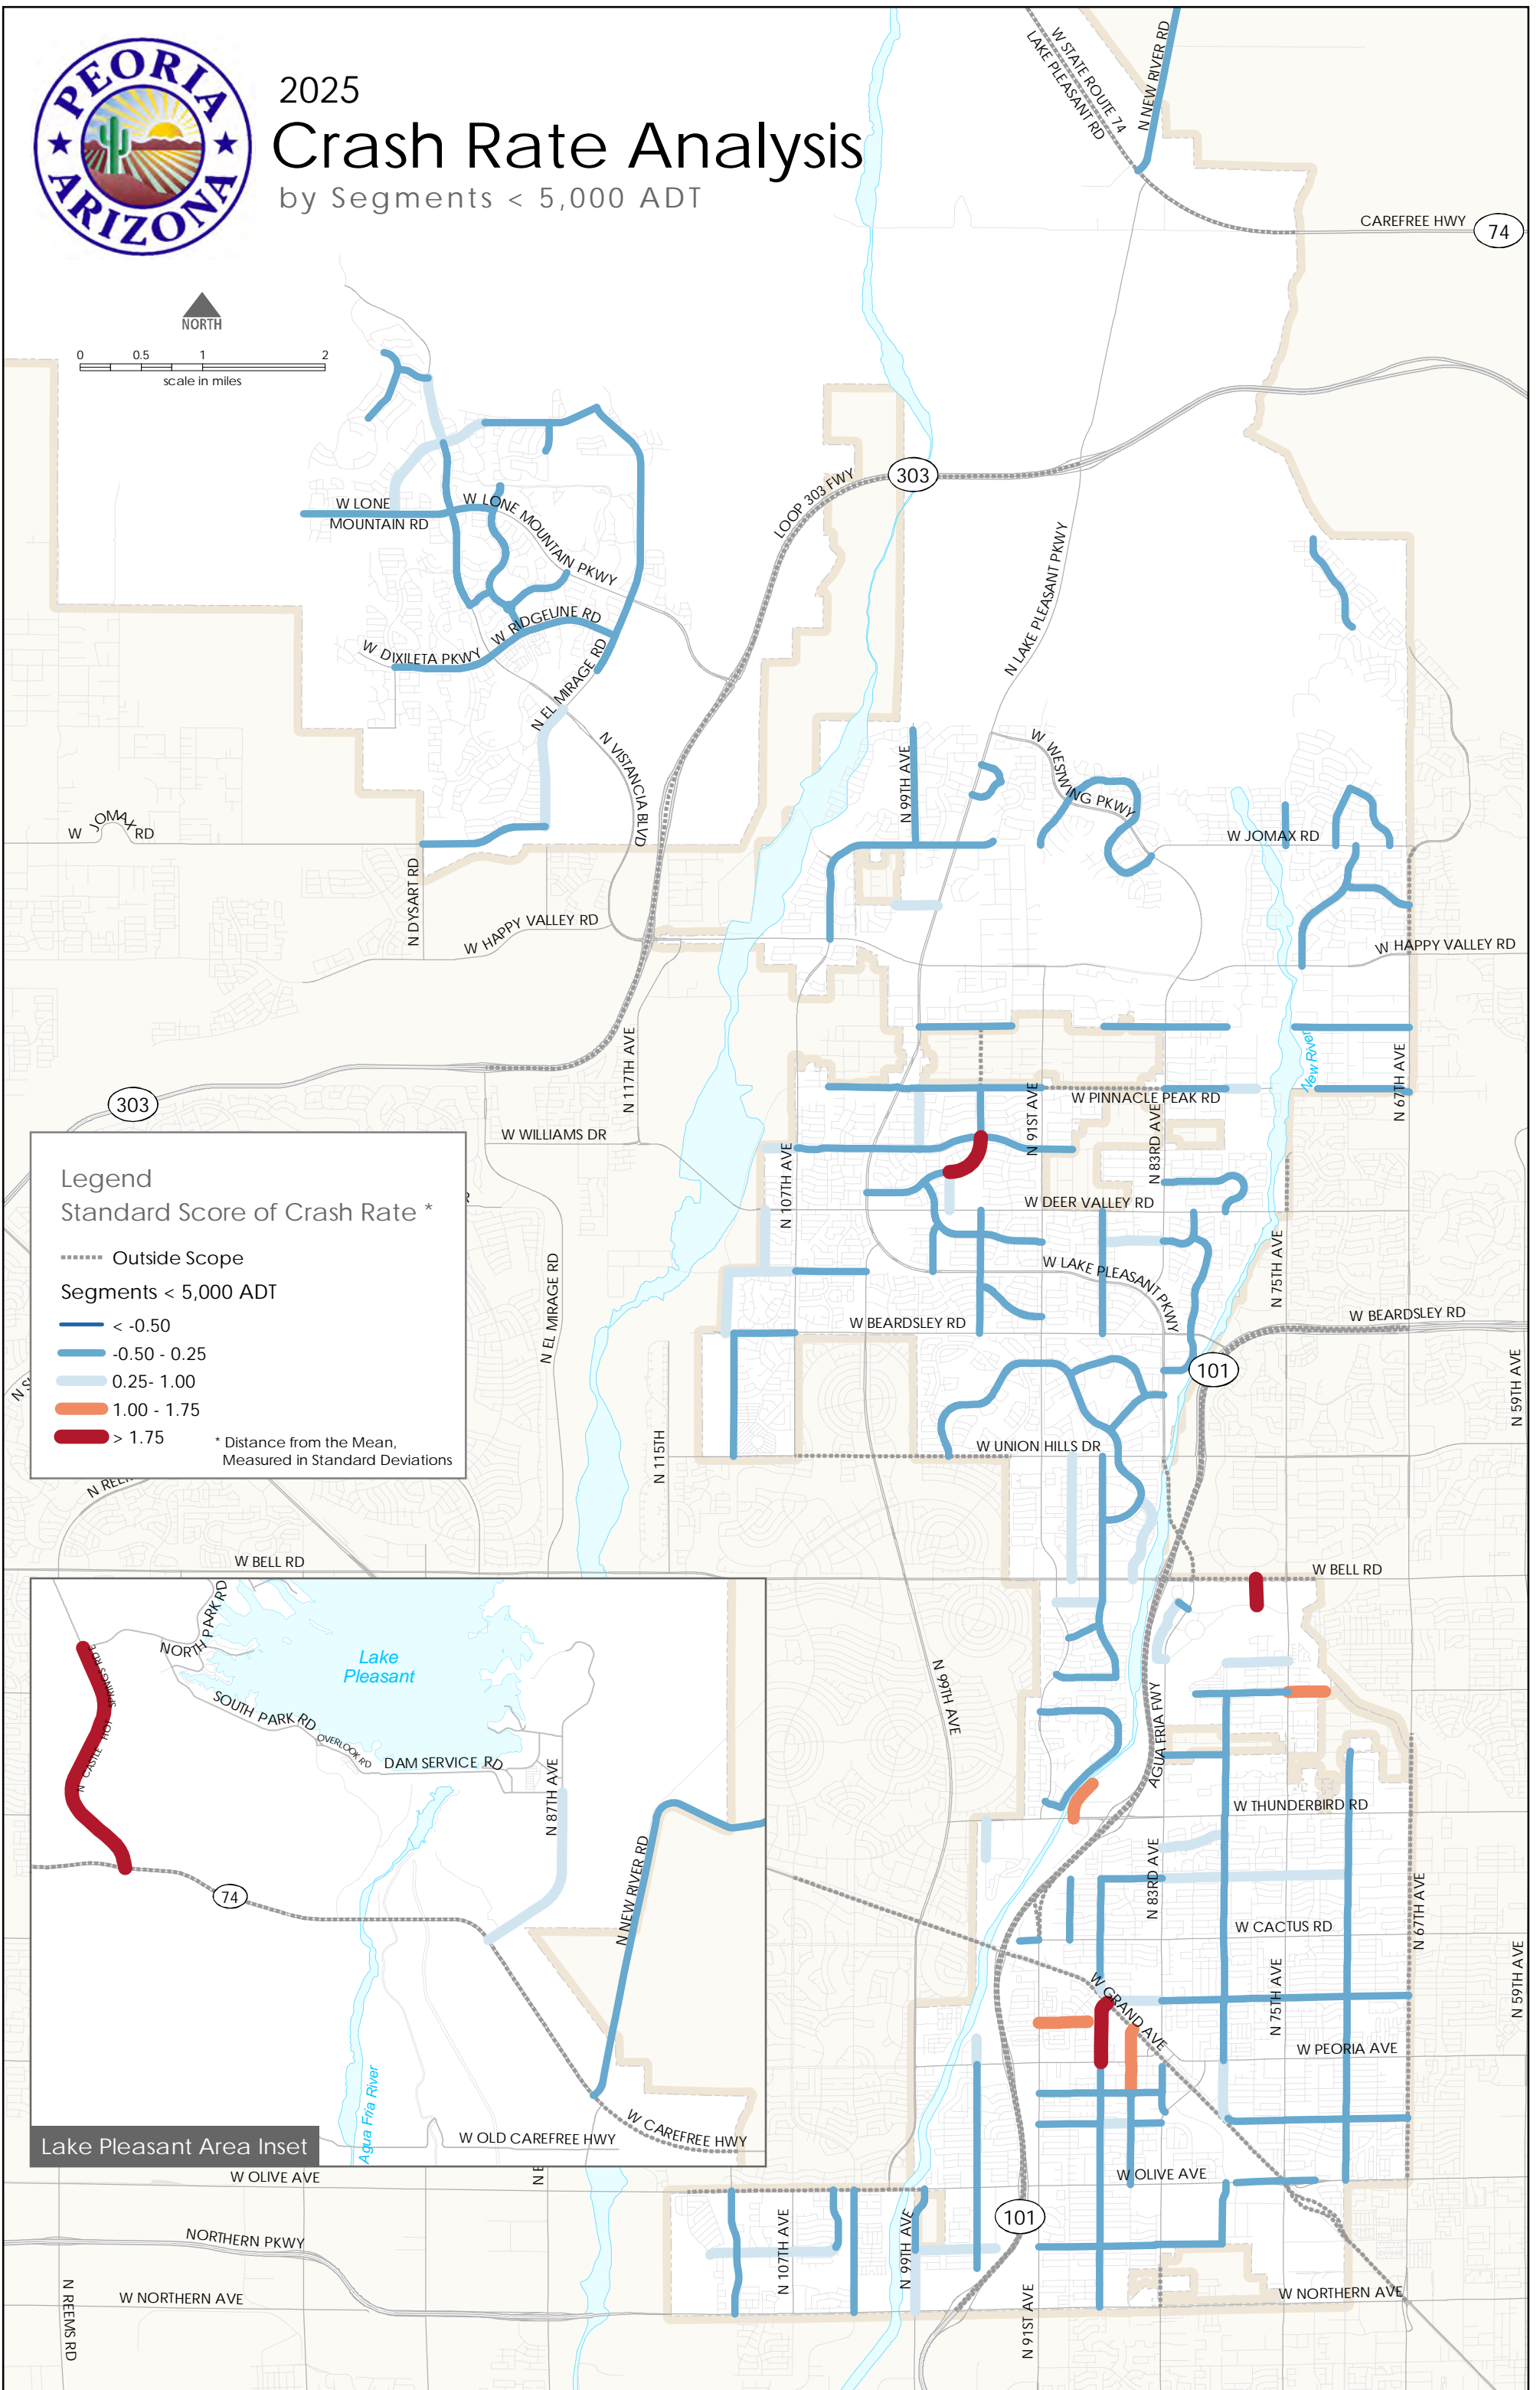 PEORIA
ARIZONA
2025
Crash Rate Analysis
by Segments < 5,000 ADT
NORTH
0 0.5 1 2
scale in miles
W STATE ROUTE 74
LAKE PLEASANT RD
N NEW RIVER RD
CAREFREE HWY
74
303
LOOP 303 FWY
N LAKE PLEASANT PKWY
W LONE
MOUNTAIN RD
W LONE MOUNTAIN PKWY
W RIDGELINE RD
W DIXILETA PKWY
N EL MIRAGE RD
N VISTANCIA BLVD
W JOMAX RD
N DYSART RD
W HAPPY VALLEY RD
N 99TH AVE
W WESTWING PKWY
W JOMAX RD
W HAPPY VALLEY RD
New River
N 67TH AVE
303
N 117TH AVE
W WILLIAMS DR
N 107TH AVE
N 91ST AVE
W PINNACLE PEAK RD
N 83RD AVE
W DEER VALLEY RD
W LAKE PLEASANT PKWY
N 75TH AVE
W BEARDSLEY RD
W BEARDSLEY RD
101
N 59TH AVE
N EL MIRAGE RD
N 115TH
W UNION HILLS DR
Legend
Standard Score of Crash Rate *
Outside Scope
Segments < 5,000 ADT
< -0.50
-0.50 - 0.25
0.25- 1.00
1.00 - 1.75
> 1.75
* Distance from the Mean,
Measured in Standard Deviations
W BELL RD
W BELL RD
N 99TH AVE
AGUA FRIA FWY
W THUNDERBIRD RD
N 83RD AVE
W CACTUS RD
N 67TH AVE
N 75TH AVE
N 59TH AVE
W GRAND AVE
W PEORIA AVE
W OLIVE AVE
101
NORTH PARK RD
Lake
Pleasant
SOUTH PARK RD
OVERLOOK RD
DAM SERVICE RD
N CASTLE HOT SPRINGS RD
N 87TH AVE
N NEW RIVER RD
74
Agua Fria River
W OLD CAREFREE HWY
W CAREFREE HWY
Lake Pleasant Area Inset
W OLIVE AVE
NORTHERN PKWY
W NORTHERN AVE
N REEMS RD
N 107TH AVE
N 99TH AVE
N 91ST AVE
W NORTHERN AVE